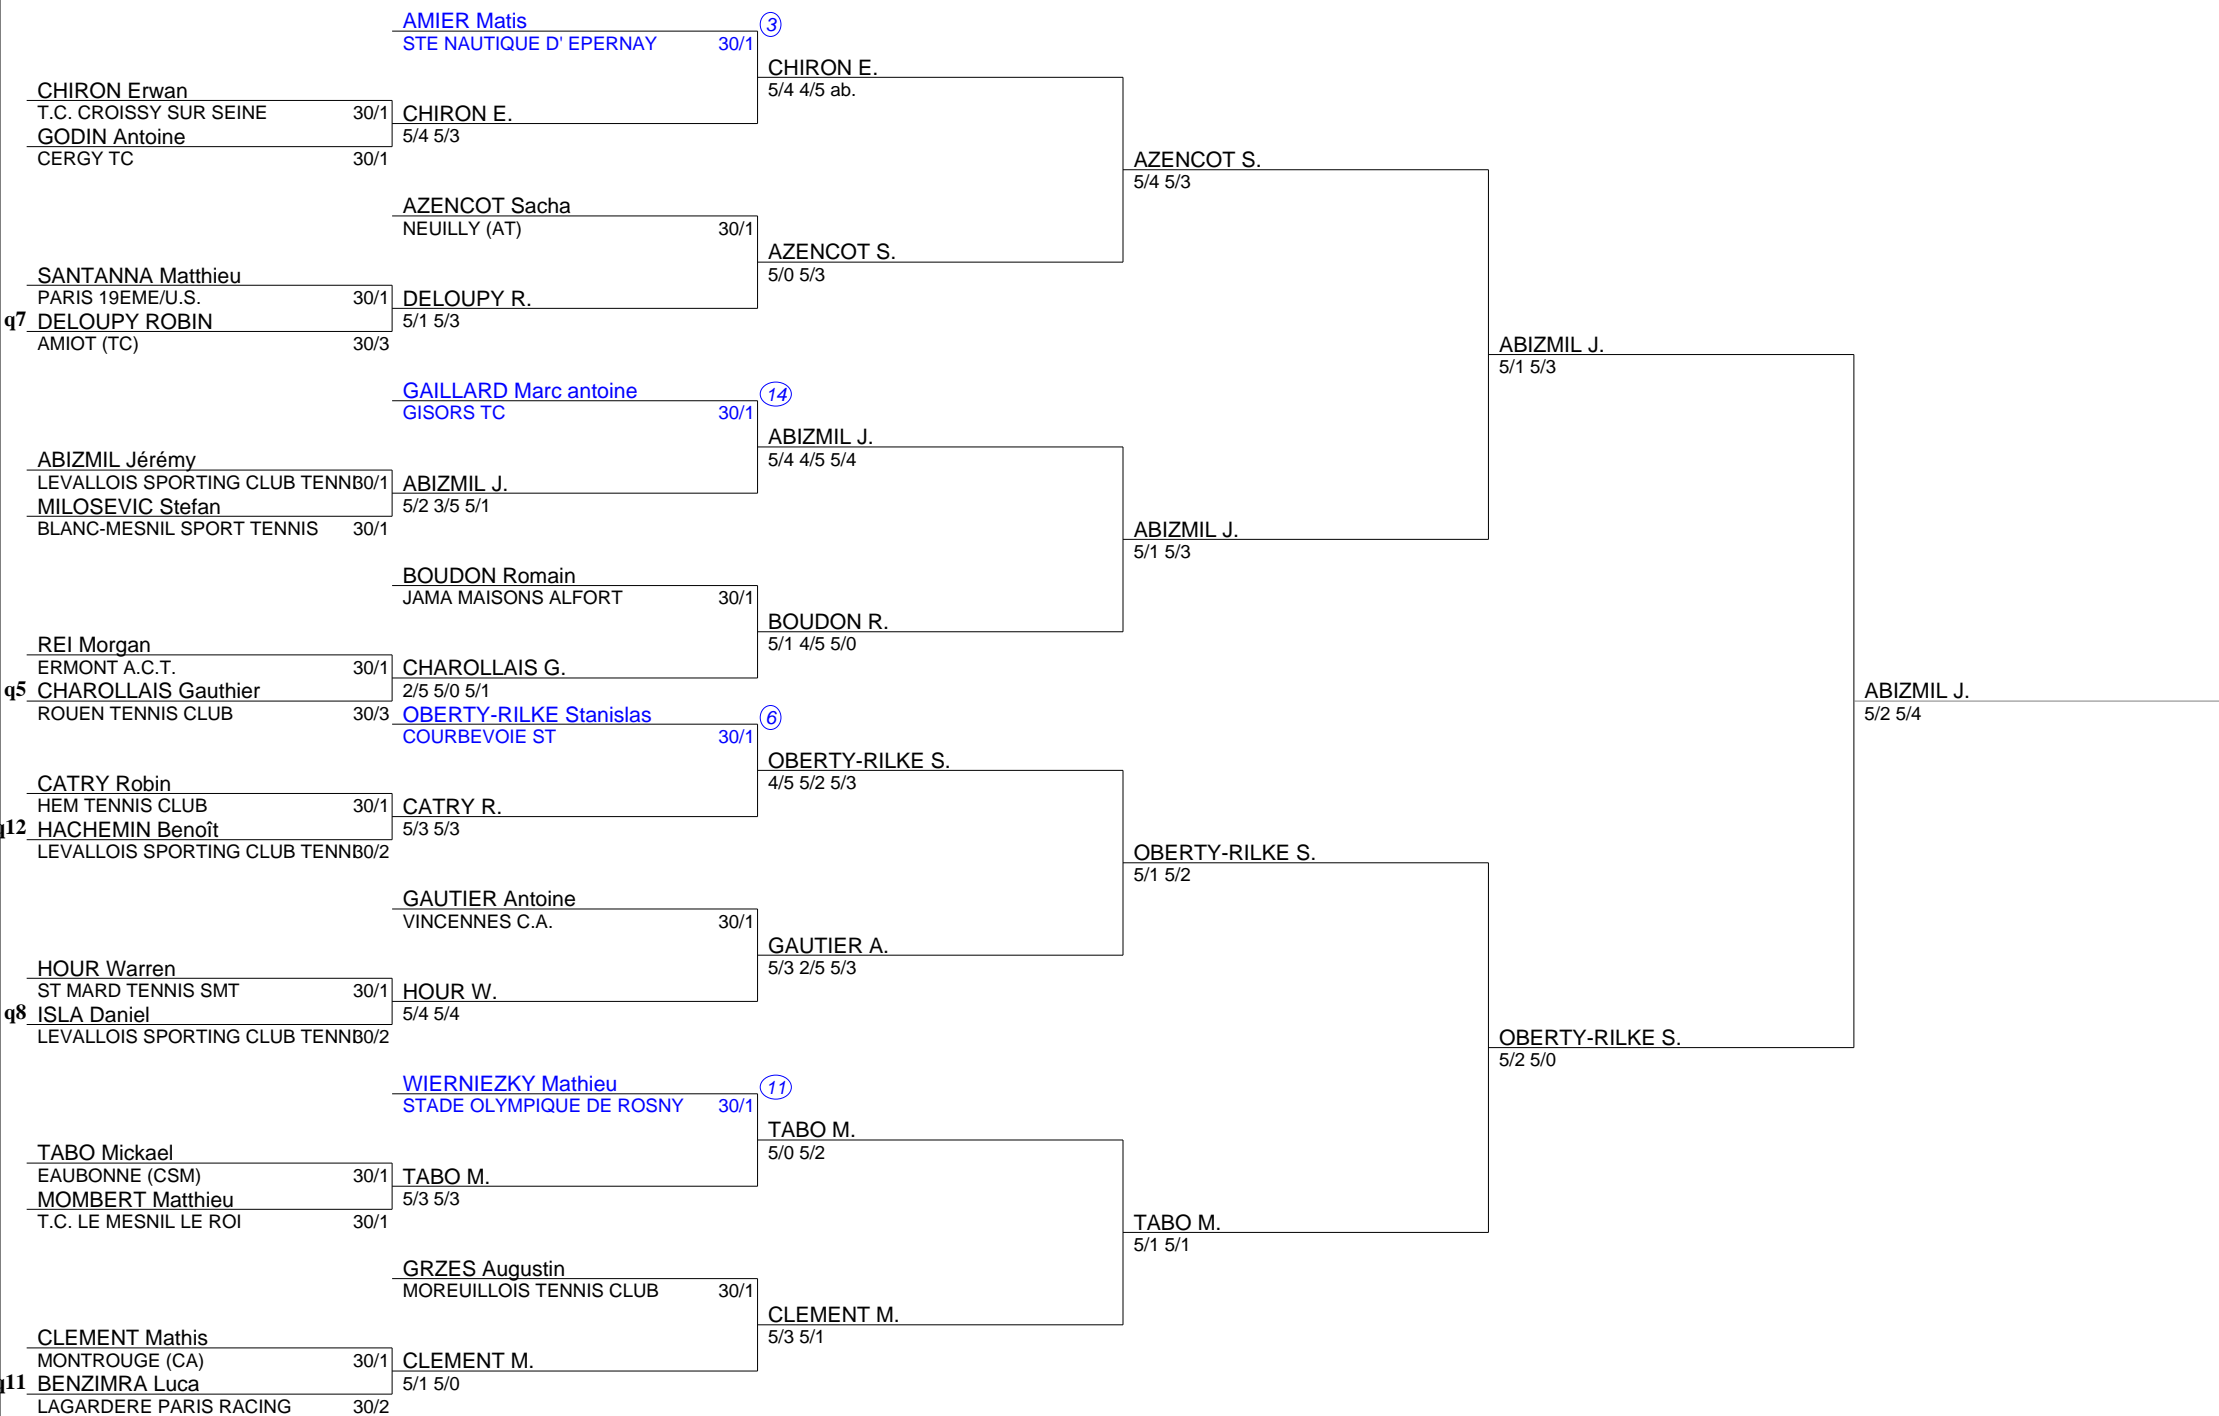 AMIER Matis 3
STE NAUTIQUE D' EPERNAY 30/1
CHIRON E.
5/4 4/5 ab.
CHIRON Erwan
T.C. CROISSY SUR SEINE 30/1
CHIRON E.
5/4 5/3
GODIN Antoine
CERGY TC 30/1
AZENCOT S.
5/4 5/3
AZENCOT Sacha
NEUILLY (AT) 30/1
AZENCOT S.
5/0 5/3
SANTANNA Matthieu
PARIS 19EME/U.S. 30/1
DELOUPY R.
5/1 5/3
q7 DELOUPY ROBIN
AMIOT (TC) 30/3
ABIZMIL J.
5/1 5/3
GAILLARD Marc antoine 14
GISORS TC 30/1
ABIZMIL J.
5/4 4/5 5/4
ABIZMIL Jérémy
LEVALLOIS SPORTING CLUB TENNI 30/1
ABIZMIL J.
5/2 3/5 5/1
MILOSEVIC Stefan
BLANC-MESNIL SPORT TENNIS 30/1
ABIZMIL J.
5/1 5/3
BOUDON Romain
JAMA MAISONS ALFORT 30/1
BOUDON R.
5/1 4/5 5/0
REI Morgan
ERMONT A.C.T. 30/1
CHAROLLAIS G.
2/5 5/0 5/1
q5 CHAROLLAIS Gauthier
ROUEN TENNIS CLUB 30/3
ABIZMIL J.
5/2 5/4
OBERTY-RILKE Stanislas 6
COURBEVOIE ST 30/1
OBERTY-RILKE S.
4/5 5/2 5/3
CATRY Robin
HEM TENNIS CLUB 30/1
CATRY R.
5/3 5/3
q12 HACHEMIN Benoît
LEVALLOIS SPORTING CLUB TENNI 30/2
OBERTY-RILKE S.
5/1 5/2
GAUTIER Antoine
VINCENNES C.A. 30/1
GAUTIER A.
5/3 2/5 5/3
HOUR Warren
ST MARD TENNIS SMT 30/1
HOUR W.
5/4 5/4
q8 ISLA Daniel
LEVALLOIS SPORTING CLUB TENNI 30/2
OBERTY-RILKE S.
5/2 5/0
WIERNIEZKY Mathieu 11
STADE OLYMPIQUE DE ROSNY 30/1
TABO M.
5/0 5/2
TABO Mickael
EAUBONNE (CSM) 30/1
TABO M.
5/3 5/3
MOMBERT Matthieu
T.C. LE MESNIL LE ROI 30/1
TABO M.
5/1 5/1
GRZES Augustin
MOREUILLOIS TENNIS CLUB 30/1
CLEMENT M.
5/3 5/1
CLEMENT Mathis
MONTROUGE (CA) 30/1
CLEMENT M.
5/1 5/0
q11 BENZIMRA Luca
LAGARDERE PARIS RACING 30/2